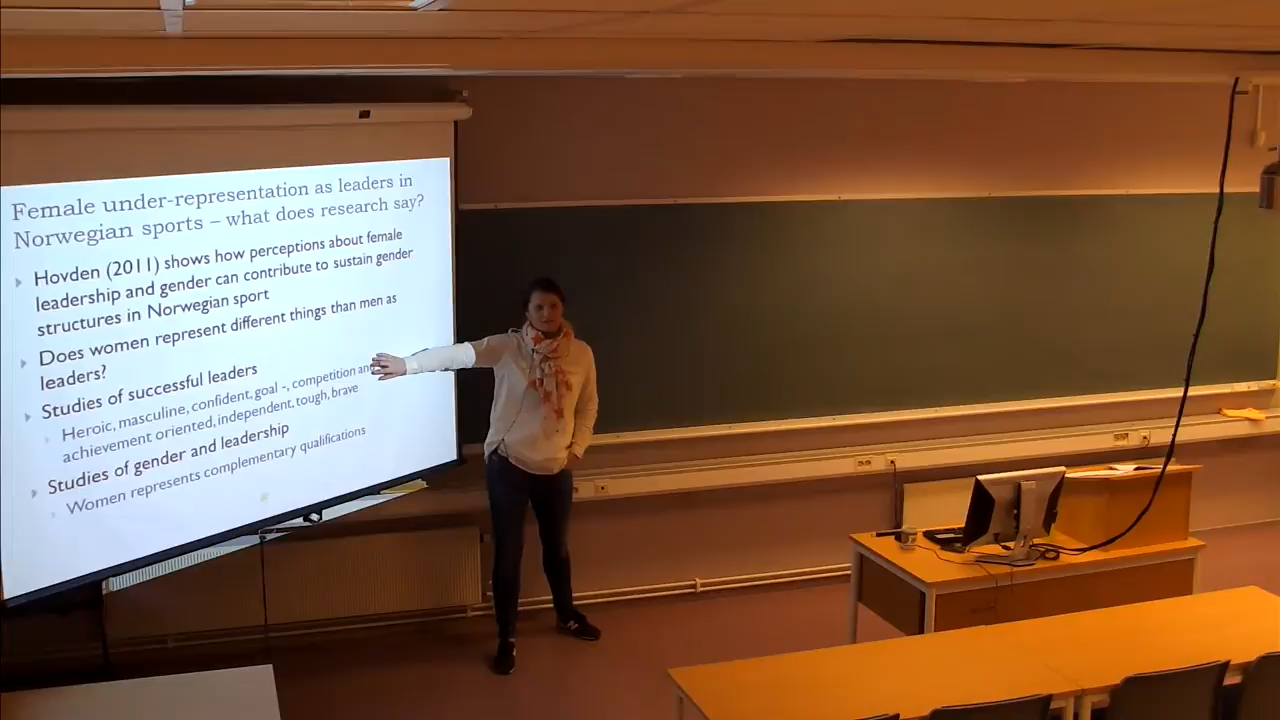 Female under-representation as leaders in
Norwegian sports – what does research say?
Hovden (2011) shows how perceptions about female
leadership and gender can contribute to sustain gender
structures in Norwegian sport
Does women represent different things than men as
leaders?
Studies of successful leaders
Heroic, masculine, confident, goal -, competition an
achievement oriented, independent, tough, brave
Studies of gender and leadership
Women represents complementary qualifications
N